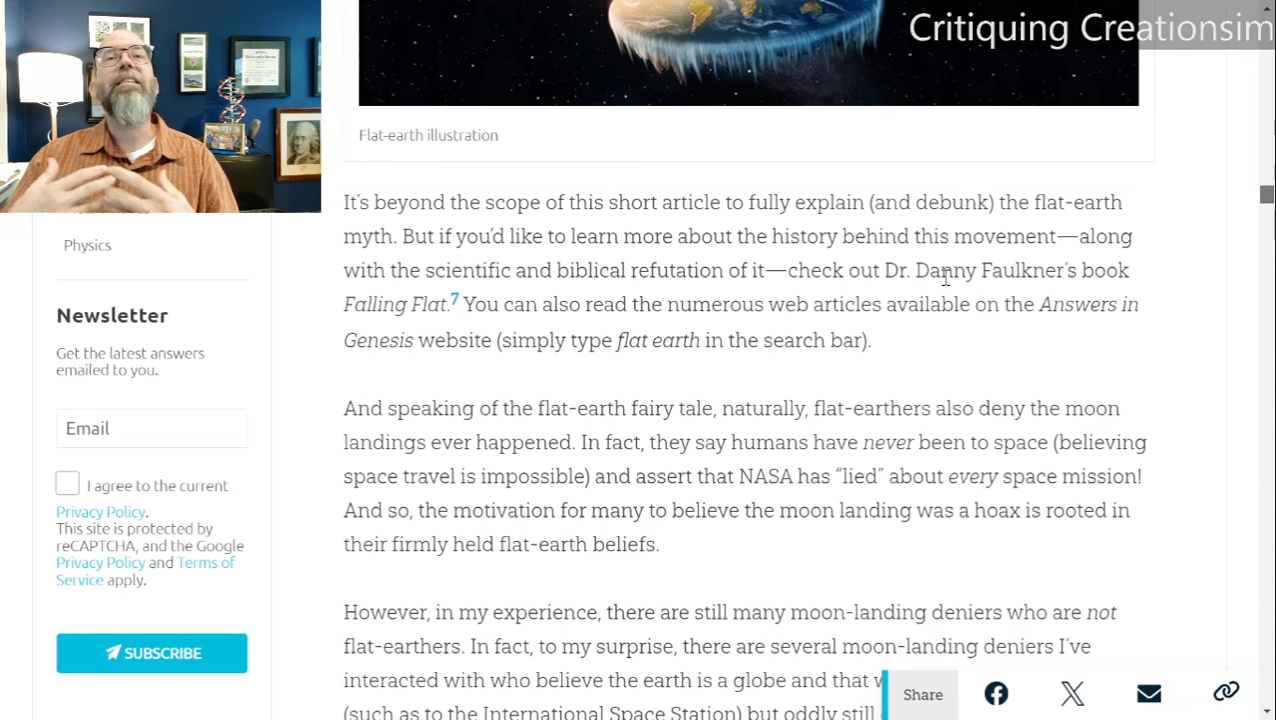 Critiquing Creationsim
Flat-earth illustration
It's beyond the scope of this short article to fully explain (and debunk) the flat-earth
myth. But if you'd like to learn more about the history behind this movement—along
with the scientific and biblical refutation of it—check out Dr. Danny Faulkner's book
Falling Flat.7 You can also read the numerous web articles available on the Answers in
Genesis website (simply type flat earth in the search bar).
And speaking of the flat-earth fairy tale, naturally, flat-earthers also deny the moon
landings ever happened. In fact, they say humans have never been to space (believing
space travel is impossible) and assert that NASA has “lied” about every space mission!
And so, the motivation for many to believe the moon landing was a hoax is rooted in
their firmly held flat-earth beliefs.
However, in my experience, there are still many moon-landing deniers who are not
flat-earthers. In fact, to my surprise, there are several moon-landing deniers I've
interacted with who believe the earth is a globe and that
(such as to the International Space Station) but oddly still
Physics
Newsletter
Get the latest answers
emailed to you.
Email
I agree to the current
Privacy Policy.
This site is protected by
reCAPTCHA, and the Google
Privacy Policy and Terms of
Service apply.
SUBSCRIBE
Share